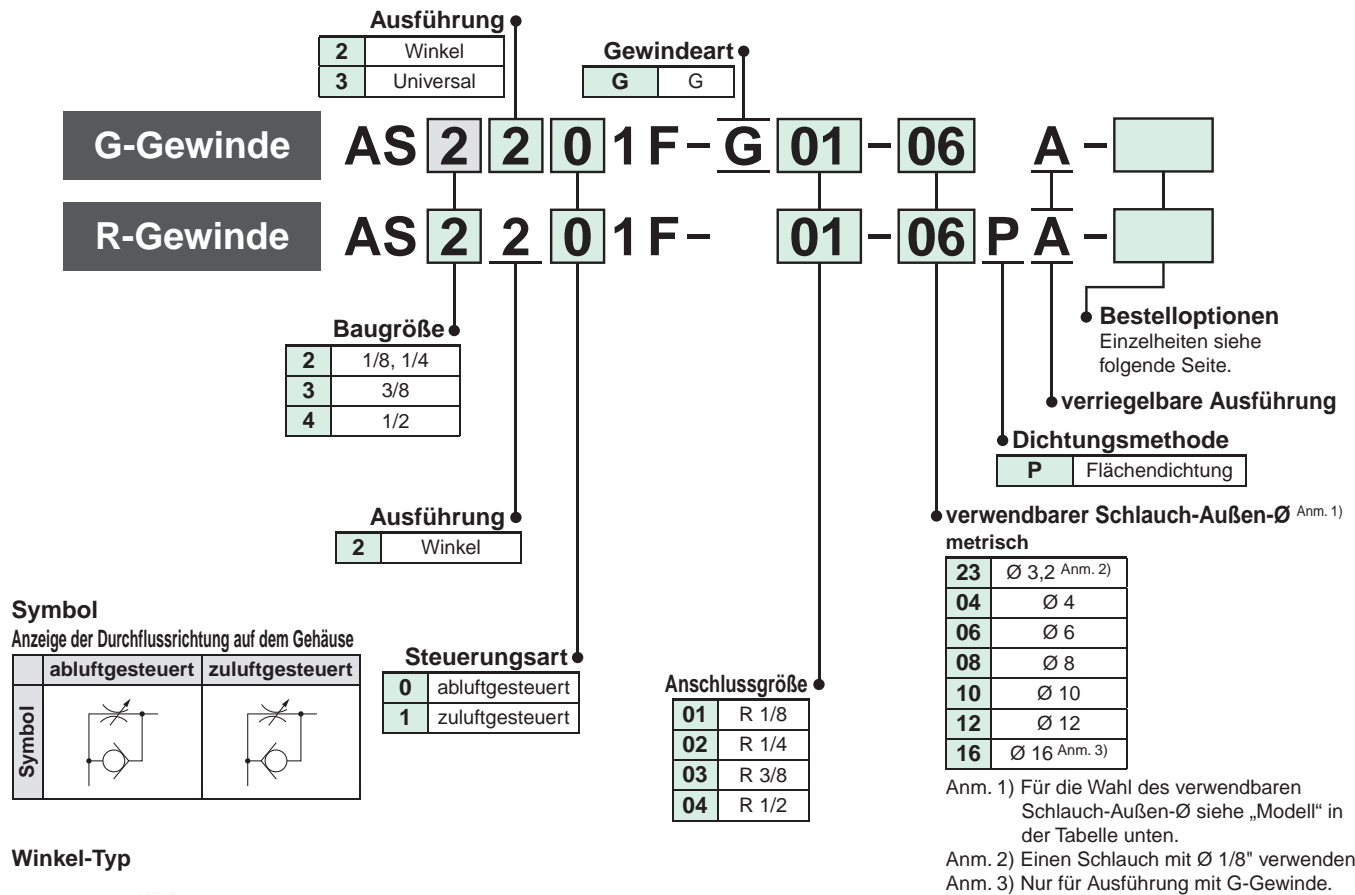 Ausführung
2 Winkel
3 Universal
Gewindeart
G G
G-Gewinde AS 2 2 0 1 F - G 01 - 06 A -
R-Gewinde AS 2 2 0 1 F - 01 - 06 P A -
Baugröße
2 1/8, 1/4
3 3/8
4 1/2
Bestelloptionen
Einzelheiten siehe
folgende Seite.
verriegelbare Ausführung
Dichtungsmethode
P Flächendichtung
Ausführung
2 Winkel
verwendbarer Schlauch-Außen-Ø Anm. 1)
metrisch
23 Ø 3,2 Anm. 2)
04 Ø 4
06 Ø 6
08 Ø 8
10 Ø 10
12 Ø 12
16 Ø 16 Anm. 3)
Symbol
Anzeige der Durchflussrichtung auf dem Gehäuse
abluftgesteuert zuluftgesteuert
Symbol
Steuerungsart
0 abluftgesteuert
1 zuluftgesteuert
Anschlussgröße
01 R 1/8
02 R 1/4
03 R 3/8
04 R 1/2
Anm. 1) Für die Wahl des verwendbaren
Schlauch-Außen-Ø siehe „Modell“ in
der Tabelle unten.
Anm. 2) Einen Schlauch mit Ø 1/8" verwenden
Anm. 3) Nur für Ausführung mit G-Gewinde.
Winkel-Typ